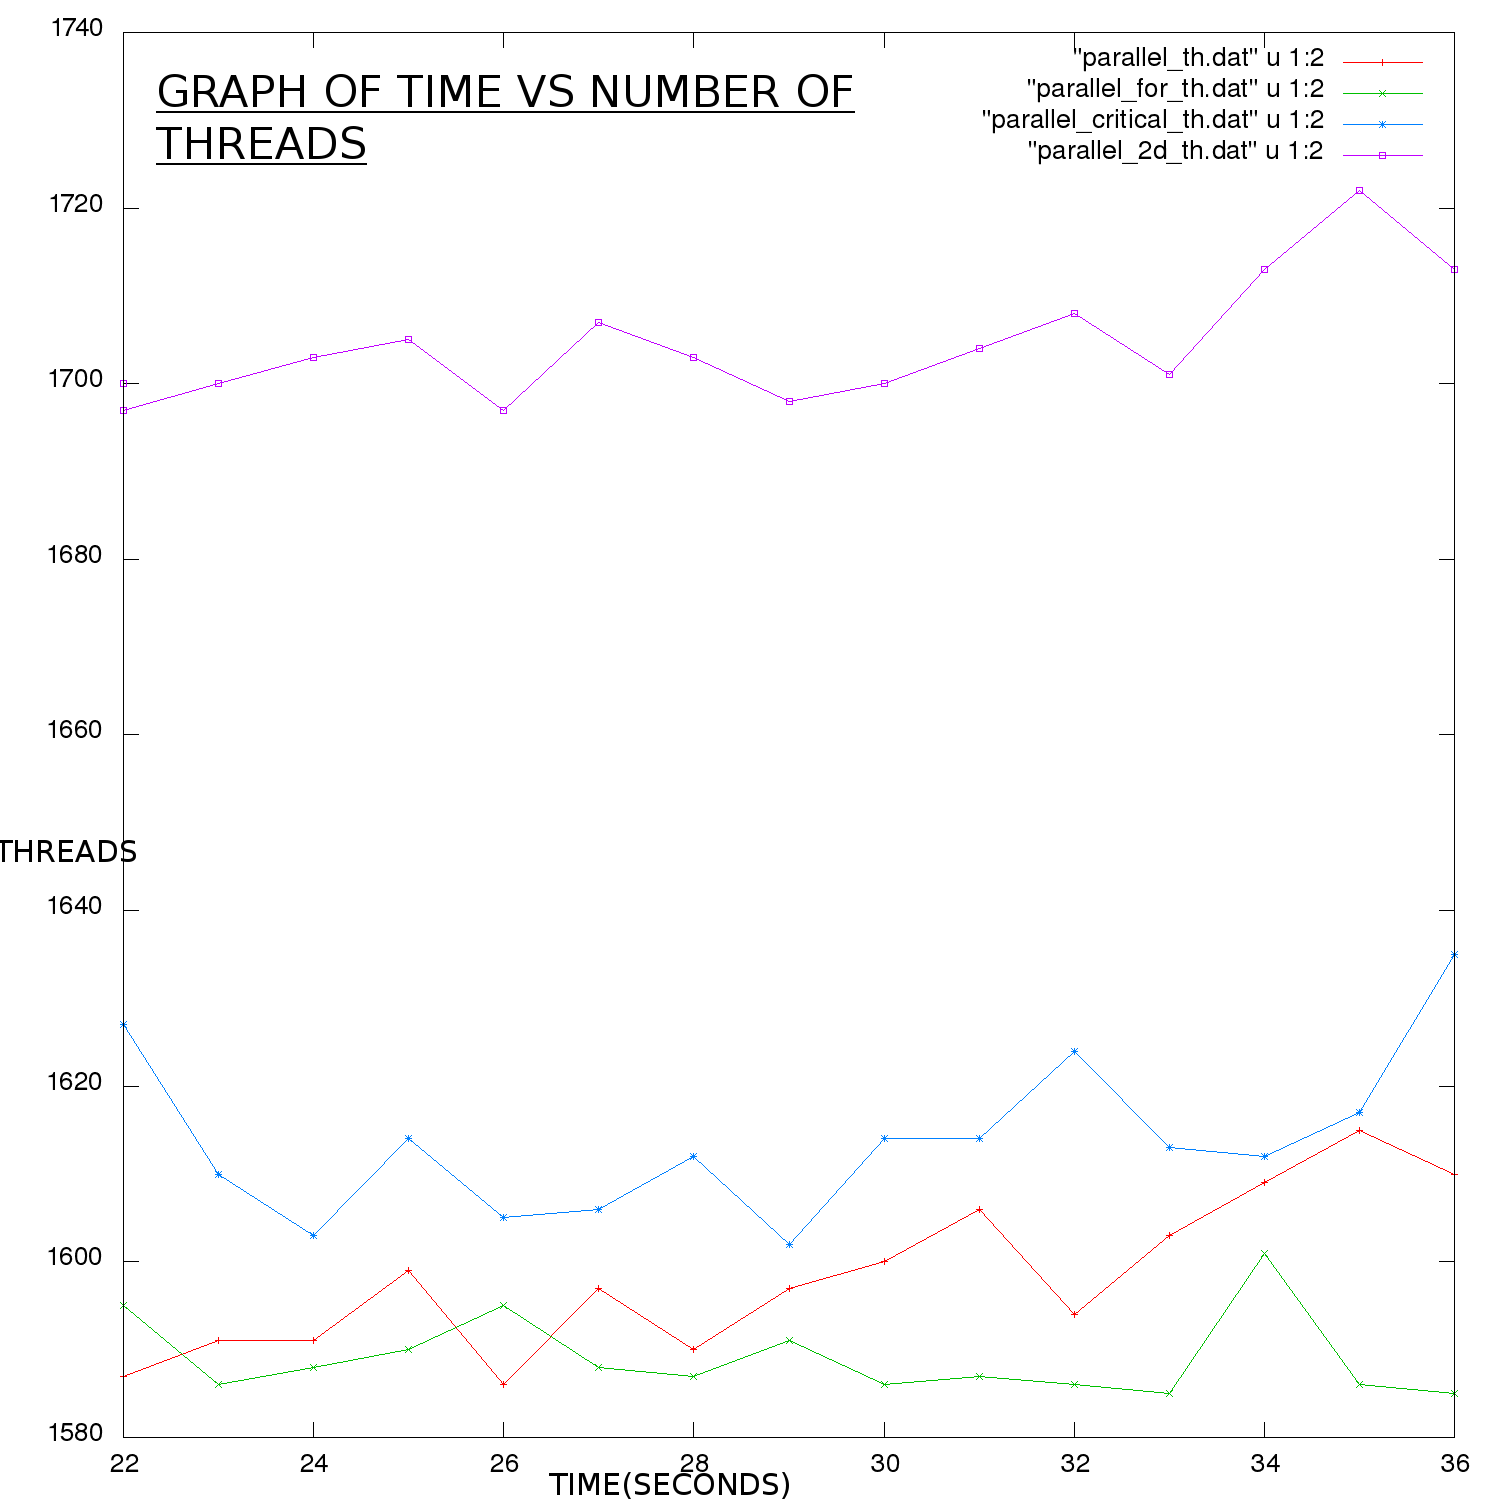 1740
GRAPH OF TIME VS NUMBER OF
THREADS
"parallel_th.dat" u 1:2
"parallel_for_th.dat" u 1:2
"parallel_critical_th.dat" u 1:2
"parallel_2d_th.dat" u 1:2
1720
1700
1680
1660
THREADS
1640
1620
1600
1580
22 24 26 28 30 32 34 36
TIME(SECONDS)